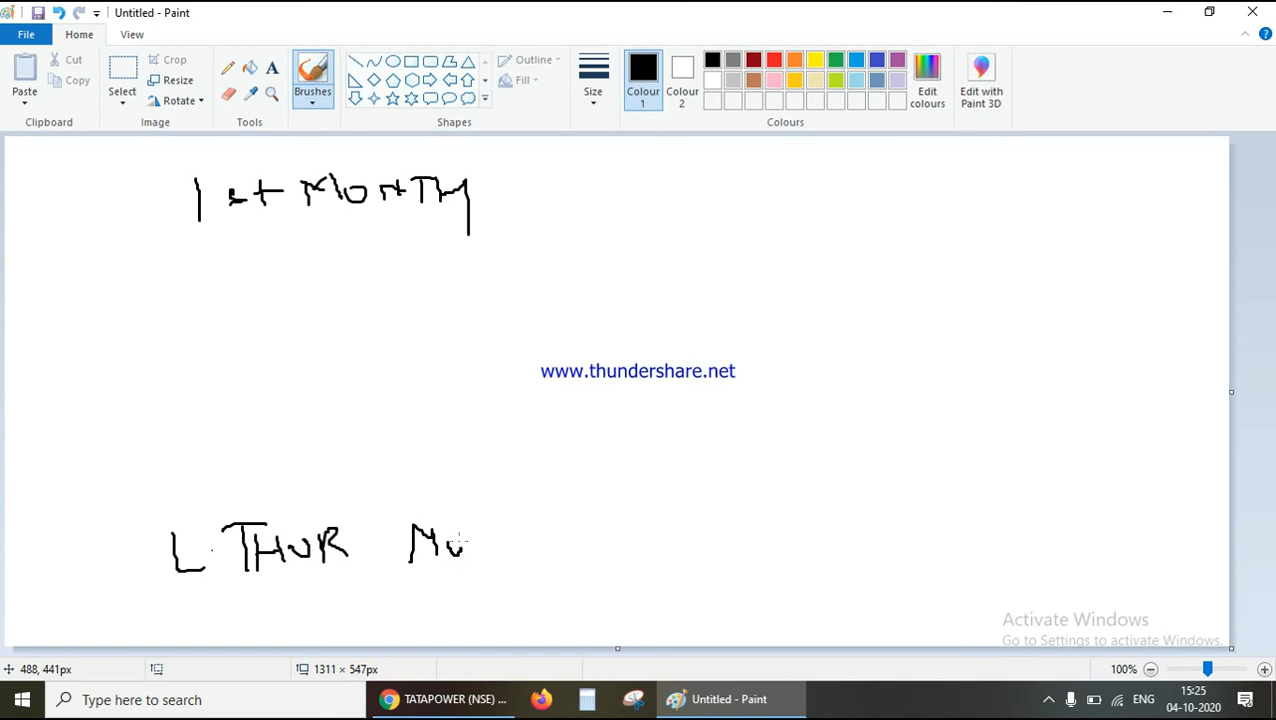 Untitled - Paint
File Home View
Paste Cut Copy Clipboard
Select Crop Resize Rotate Image
Tools
Brushes
Outline Fill Shapes
Size
Colour 1 Colour 2 Edit colours Colours
Edit with Paint 3D
1st MONTH
www.thundershare.net
L. THUR Mo
Activate Windows
Go to Settings to activate Windows.
488, 441px 1311 × 547px 100%
Type here to search TATAPOWER (NSE) ... Untitled - Paint ENG 15:25 04-10-2020